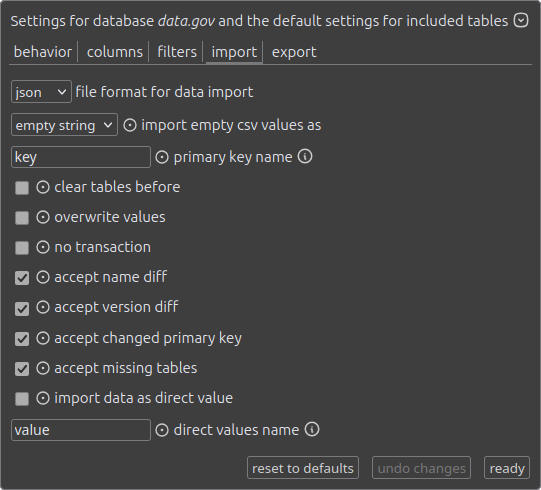 Settings for database data.gov and the default settings for included tables
behavior columns filters import export
json file format for data import
empty string import empty csv values as
key primary key name
clear tables before
overwrite values
no transaction
accept name diff
accept version diff
accept changed primary key
accept missing tables
import data as direct value
value direct values name
reset to defaults undo changes ready